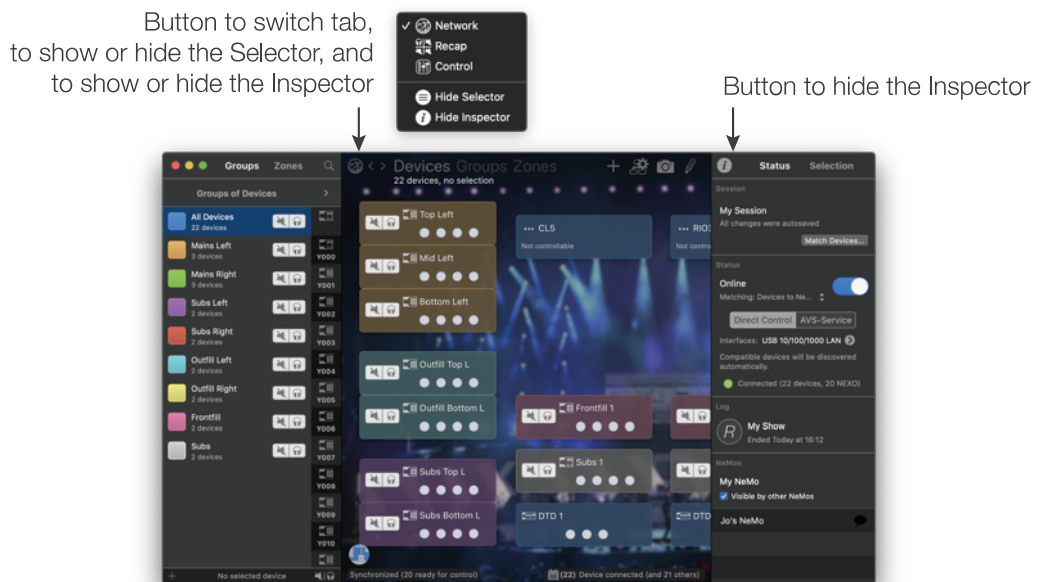 Button to switch tab,
to show or hide the Selector, and
to show or hide the Inspector
✓ Network
Recap
Control
Hide Selector
Hide Inspector
Button to hide the Inspector
Groups Zones
Groups of Devices
All Devices
22 devices
Mains Left
3 devices
Mains Right
3 devices
Subs Left
2 devices
Subs Right
2 devices
Outfill Left
2 devices
Outfill Right
2 devices
Frontfill
2 devices
Subs
2 devices
Y000
Y001
Y002
Y003
Y004
Y005
Y006
Y007
Y008
Y009
Y010
No selected device
Devices Groups Zones
22 devices, no selection
Top Left
Mid Left
Bottom Left
Outfill Top L
Outfill Bottom L
Subs Top L
Subs Bottom L
CL5
Not controllable
Frontfill 1
Subs 1
DTD 1
RIO3
Not contro
DTD
Synchronized (20 ready for control)
(22) Device connected (and 21 others)
Status Selection
Session
My Session
All changes were autosaved
Match Devices...
Status
Online
Matching: Devices to Ne...
Direct Control AVS-Service
Interfaces: USB 10/100/1000 LAN
Compatible devices will be discovered
automatically.
Connected (22 devices, 20 NEXO)
Log
R
My Show
Ended Today at 16:12
NeMos
My NeMo
Visible by other NeMos
Jo's NeMo